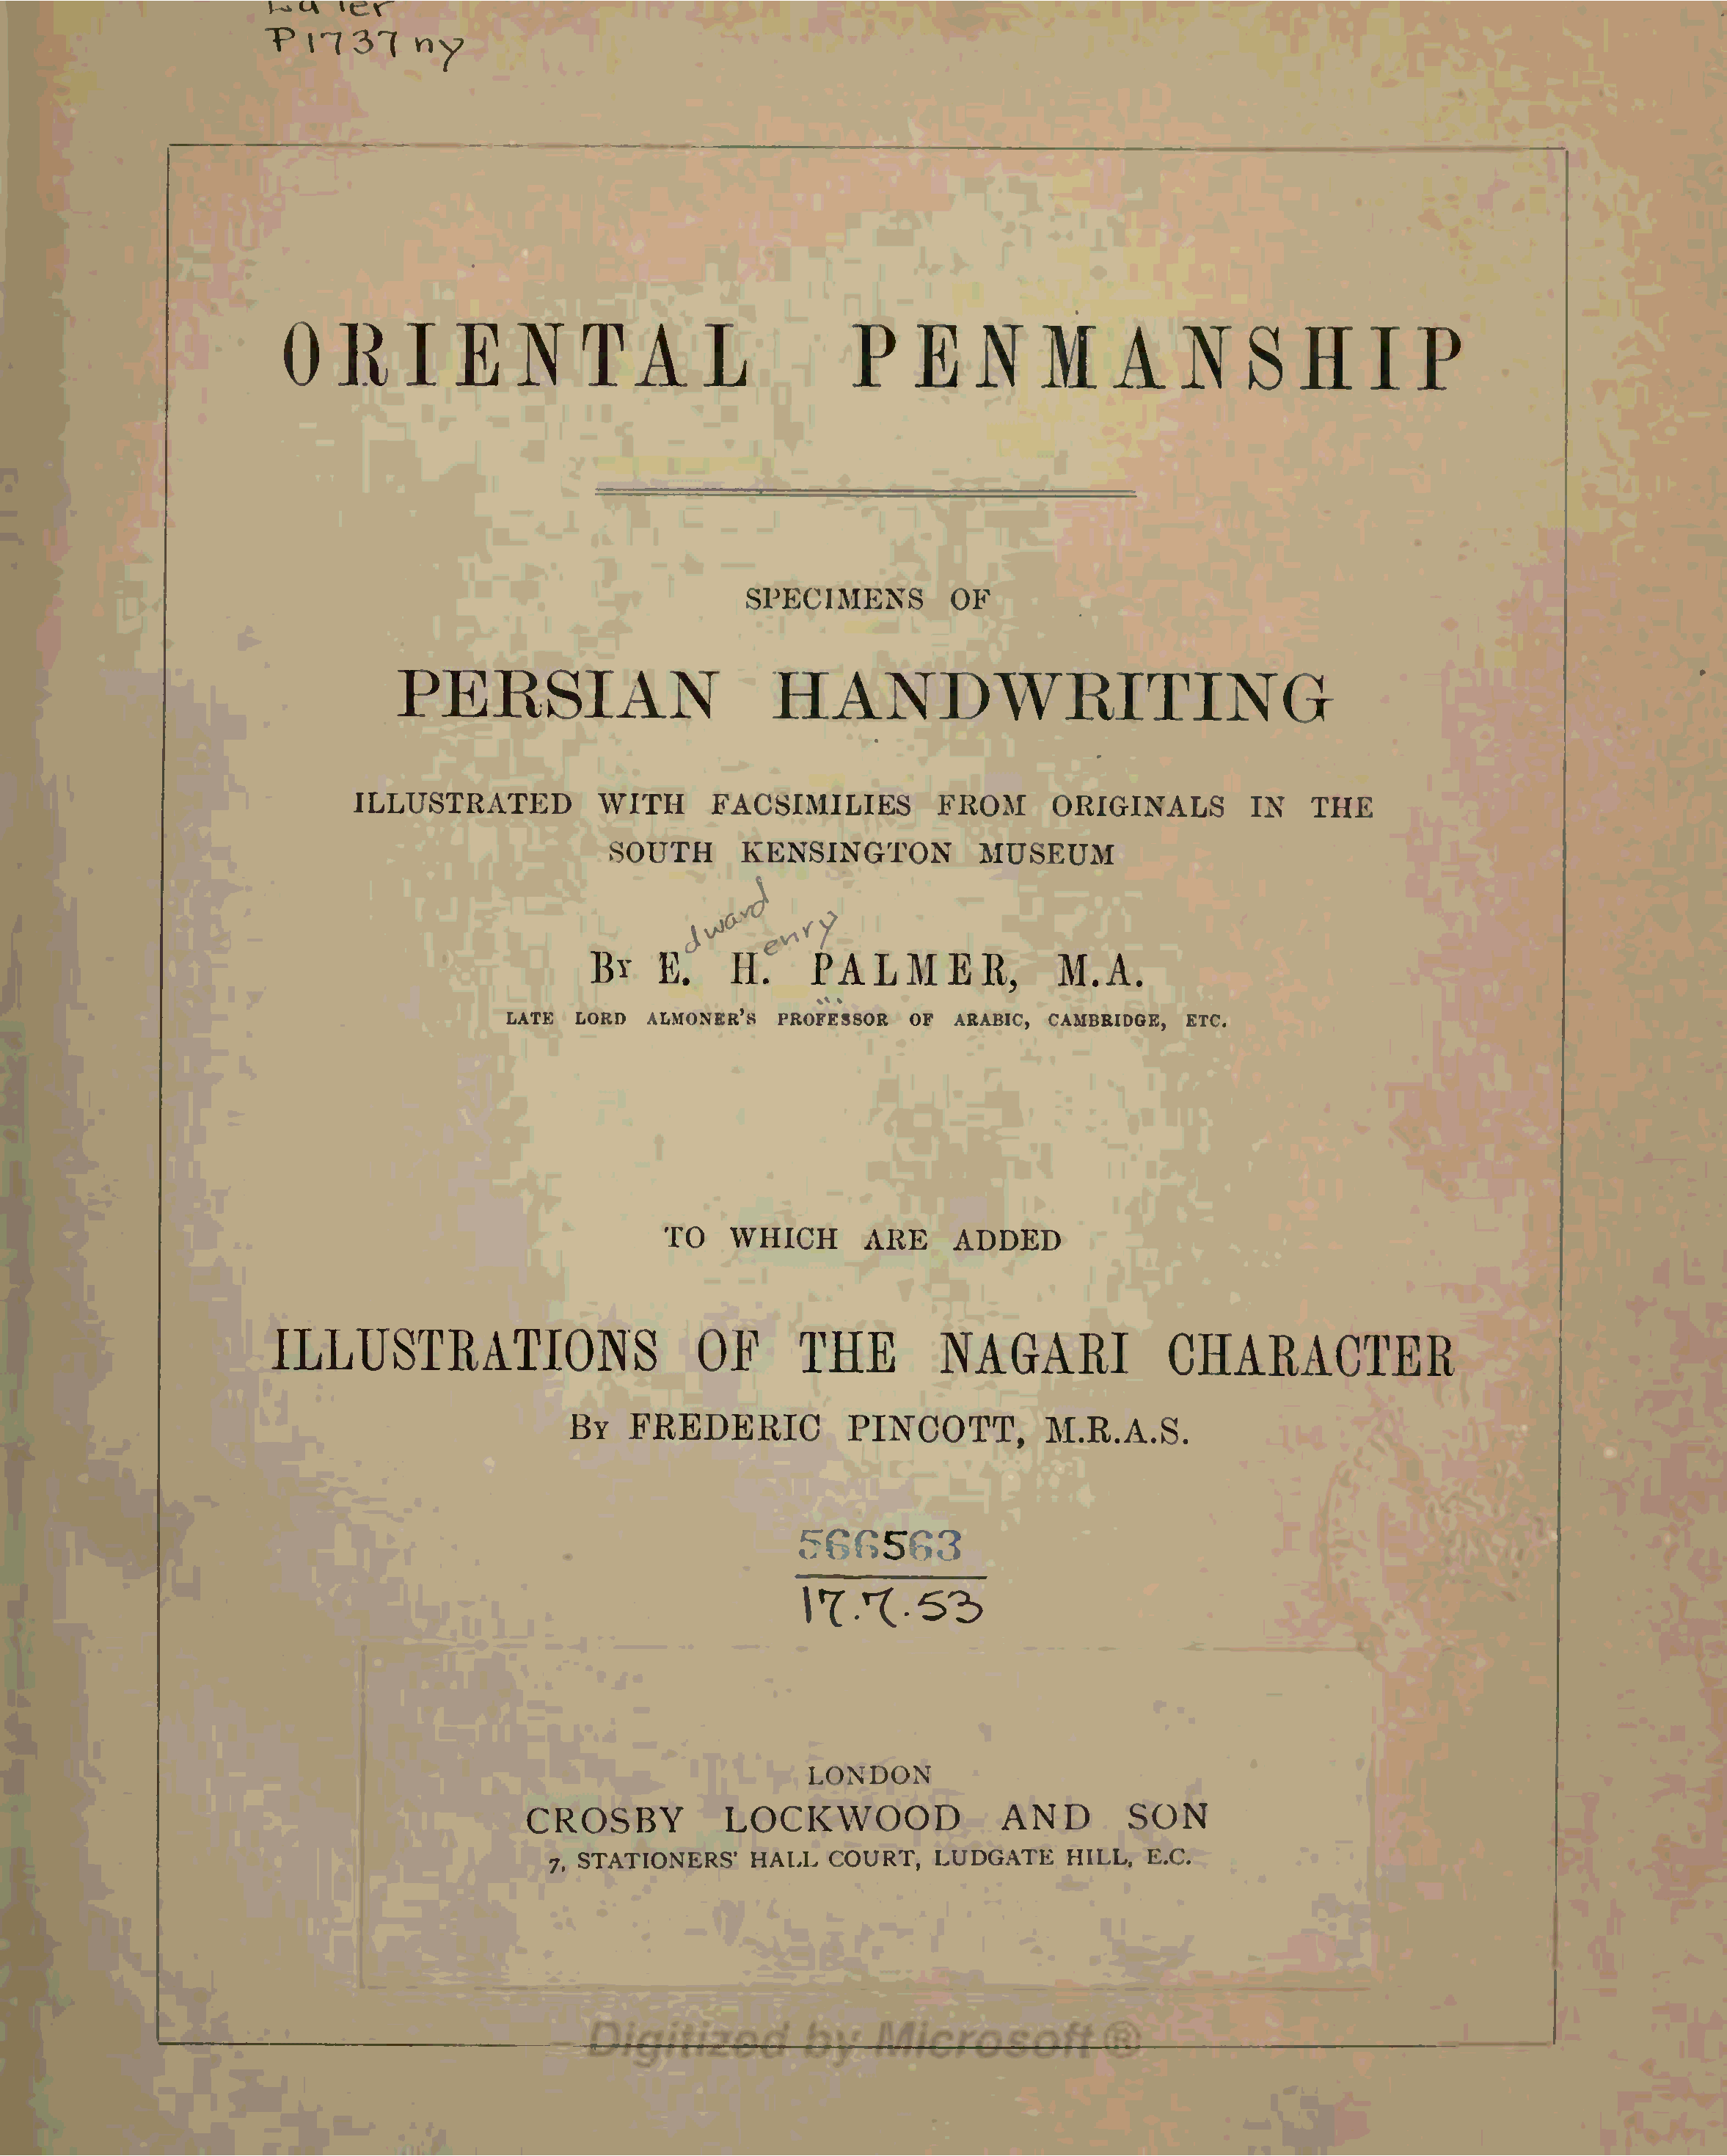 P1737ny
ORIENTAL PENMANSHIP
SPECIMENS OF
PERSIAN HANDWRITING
ILLUSTRATED WITH FACSIMILIES FROM ORIGINALS IN THE
SOUTH KENSINGTON MUSEUM
dward enry
BY E. H. PALMER, M.A.
LATE LORD ALMONER'S PROFESSOR OF ARABIC, CAMBRIDGE, ETC.
TO WHICH ARE ADDED
ILLUSTRATIONS OF THE NAGARI CHARACTER
BY FREDERIC PINCOTT, M.R.A.S.
566563
17.7.53
LONDON
CROSBY LOCKWOOD AND SON
7, STATIONERS' HALL COURT, LUDGATE HILL, E.C.
Digitized by Microsoft®